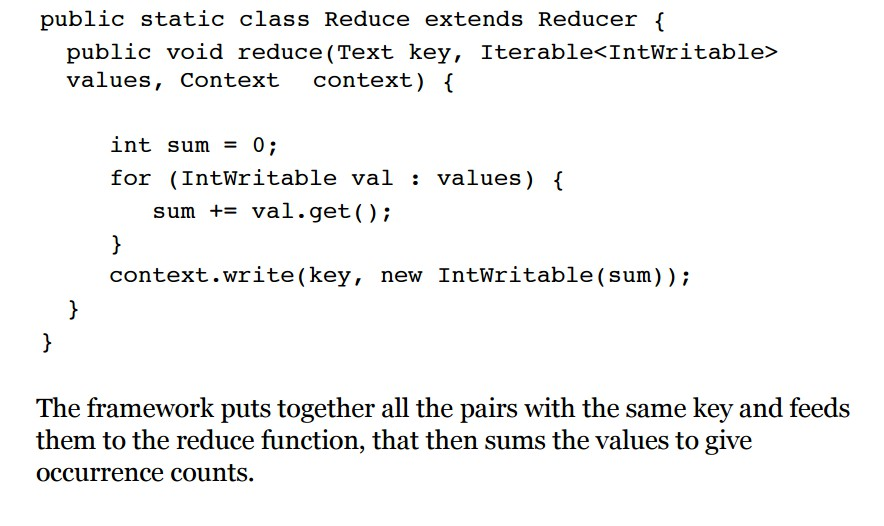 public static class Reduce extends Reducer {
public void reduce(Text key, Iterable<IntWritable>
values, Context  context) {
int sum = 0;
for (IntWritable val : values) {
sum += val.get();
}
context.write(key, new IntWritable(sum));
}
}
The framework puts together all the pairs with the same key and feeds
them to the reduce function, that then sums the values to give
occurrence counts.